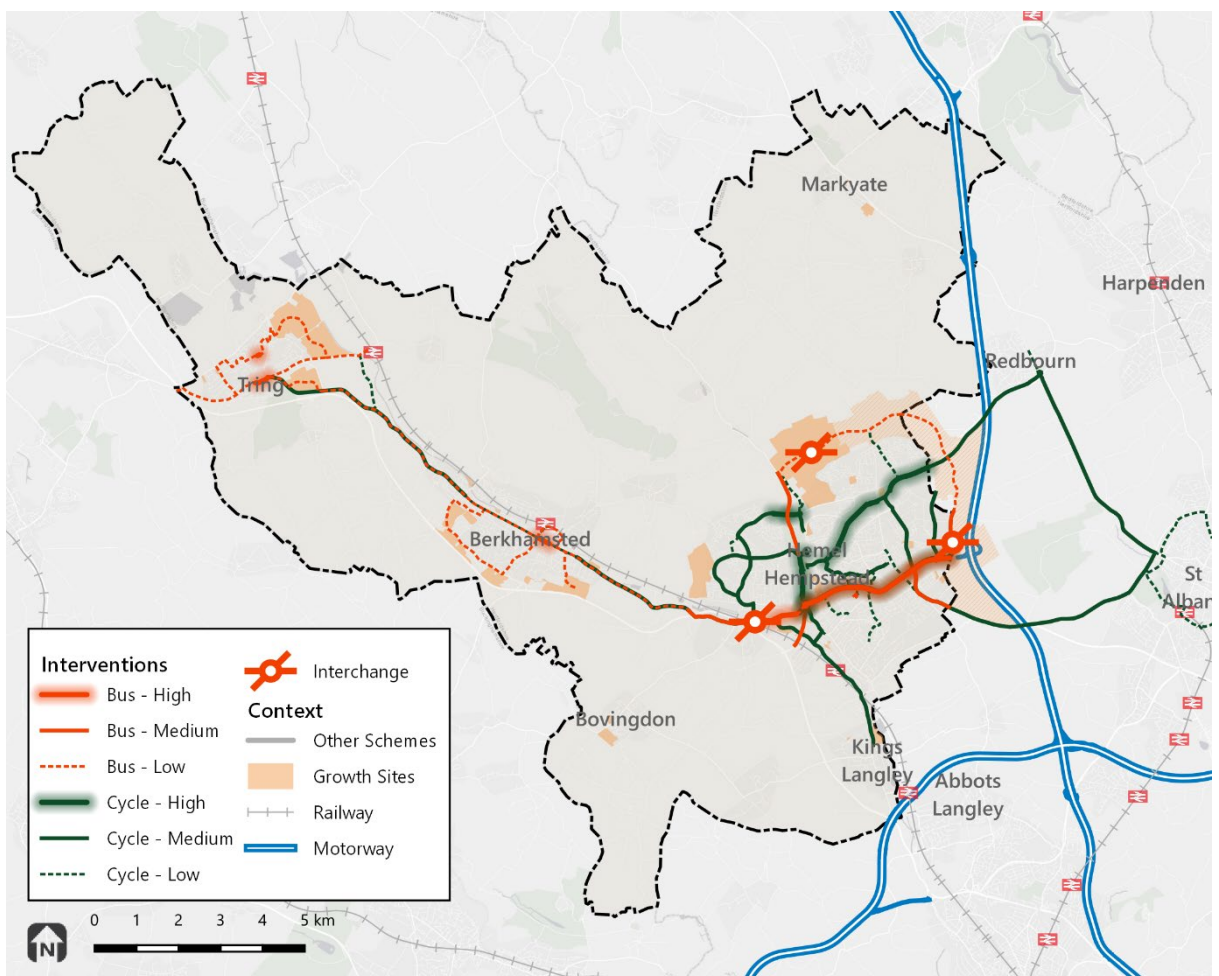 Markyate
Harpenden
Redbourn
Tring
Berkhamsted
Hemel
Hempstead
St
Alban
Bovingdon
Kings
Langley
Abbots
Langley
Interventions
Bus - High
Bus - Medium
Bus - Low
Cycle - High
Cycle - Medium
Cycle - Low
Interchange
Context
Other Schemes
Growth Sites
Railway
Motorway
N
0 1 2 3 4 5 km